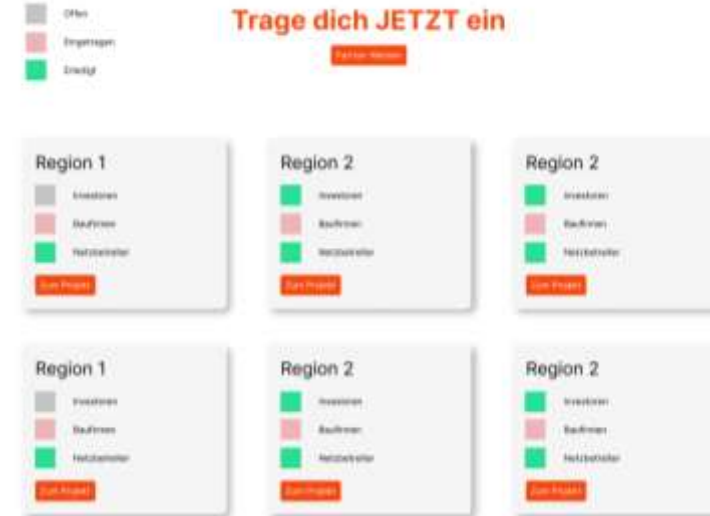 Offen
Trage dich JETZT ein
Eingetragen
Partner Werden
Erledigt
Region 1
Investoren
Baufirmen
Netzbetreiber
Zum Projekt
Region 2
Investoren
Baufirmen
Netzbetreiber
Zum Projekt
Region 2
Investoren
Baufirmen
Netzbetreiber
Zum Projekt
Region 1
Investoren
Baufirmen
Netzbetreiber
Zum Projekt
Region 2
Investoren
Baufirmen
Netzbetreiber
Zum Projekt
Region 2
Investoren
Baufirmen
Netzbetreiber
Zum Projekt